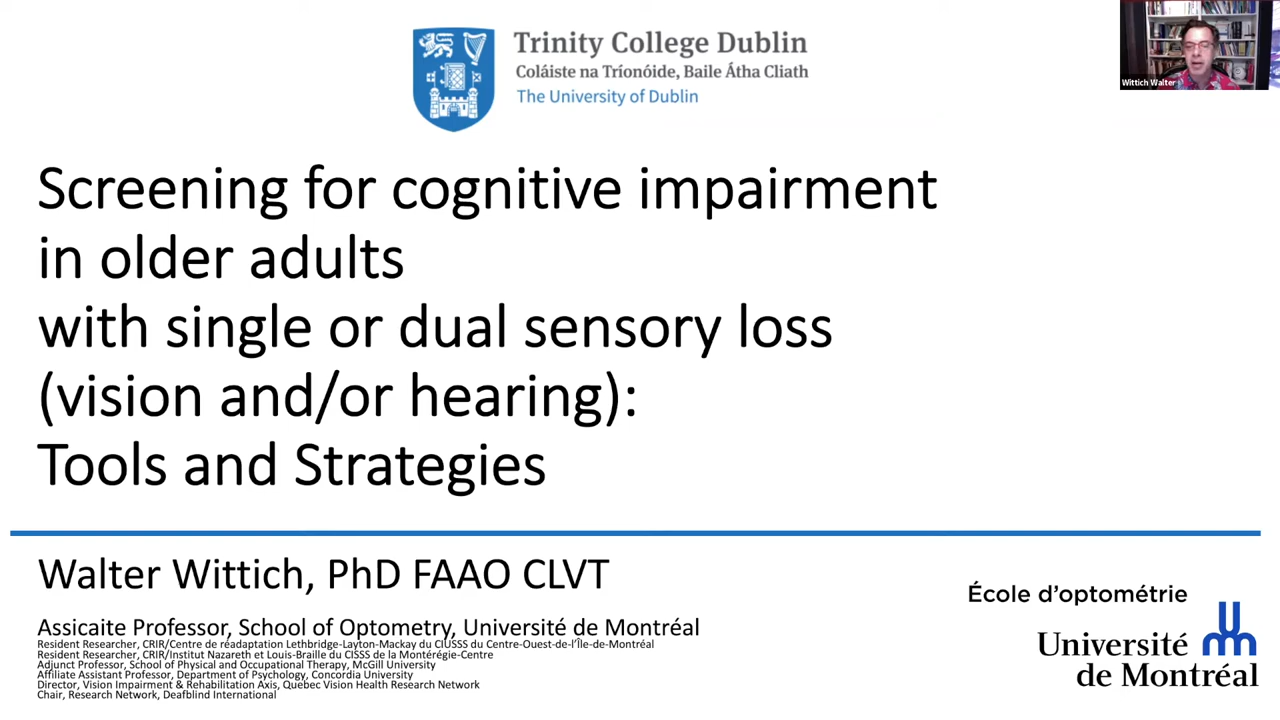 Trinity College Dublin
Coláiste na Tríonóide, Baile Átha Cliath
The University of Dublin
Wittich Walter
Screening for cognitive impairment
in older adults
with single or dual sensory loss
(vision and/or hearing):
Tools and Strategies
Walter Wittich, PhD FAAO CLVT
Assicaite Professor, School of Optometry, Université de Montréal
Resident Researcher, CRIR/Centre de réadaptation Lethbridge-Layton-Mackay du CIUSSS du Centre-Ouest-de-l'Île-de-Montréal
Resident Researcher, CRIR/Institut Nazareth et Louis-Braille du CISSS de la Montérégie-Centre
Adjunct Professor, School of Physical and Occupational Therapy, McGill University
Affiliate Assistant Professor, Department of Psychology, Concordia University
Director, Vision Impairment & Rehabilitation Axis, Quebec Vision Health Research Network
Chair, Research Network, Deafblind International
École d'optométrie
Université
de Montréal